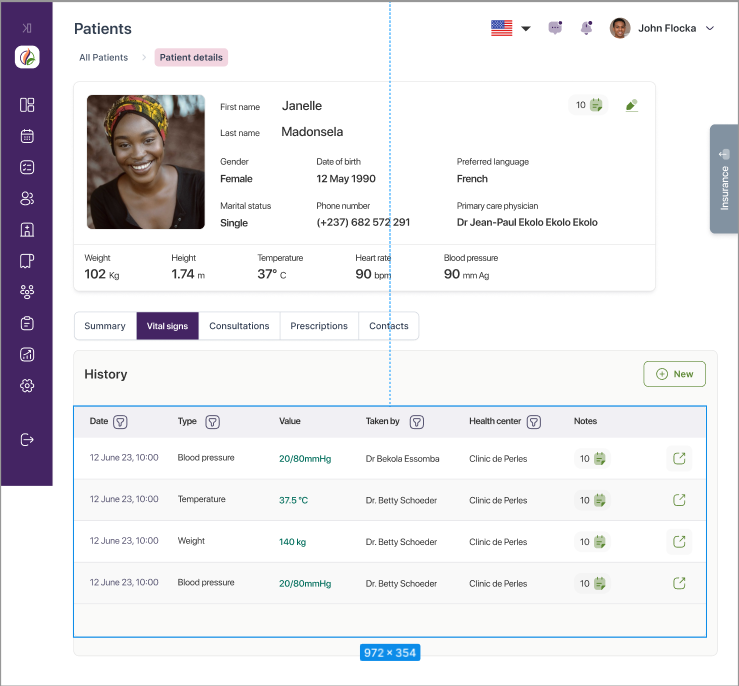 Patients
John Flocka
All Patients
Patient details
First name Janelle
10
Last name Madonsela
Gender Date of birth Preferred language
Female 12 May 1990 French
Marital status Phone number Primary care physician
Single (+237) 682 572 291 Dr Jean-Paul Ekolo Ekolo Ekolo
Insurance
Weight Height Temperature Heart rate Blood pressure
102 Kg 1.74 m 37° C 90 bpm 90 mm Ag
Summary Vital signs Consultations Prescriptions Contacts
History
New
Date Type Value Taken by Health center Notes
12 June 23, 10:00 Blood pressure 20/80mmHg Dr Bekola Essomba Clinic de Perles 10
12 June 23, 10:00 Temperature 37.5 °C Dr. Betty Schoeder Clinic de Perles 10
12 June 23, 10:00 Weight 140 kg Dr. Betty Schoeder Clinic de Perles 10
12 June 23, 10:00 Blood pressure 20/80mmHg Dr. Betty Schoeder Clinic de Perles 10
972 × 354